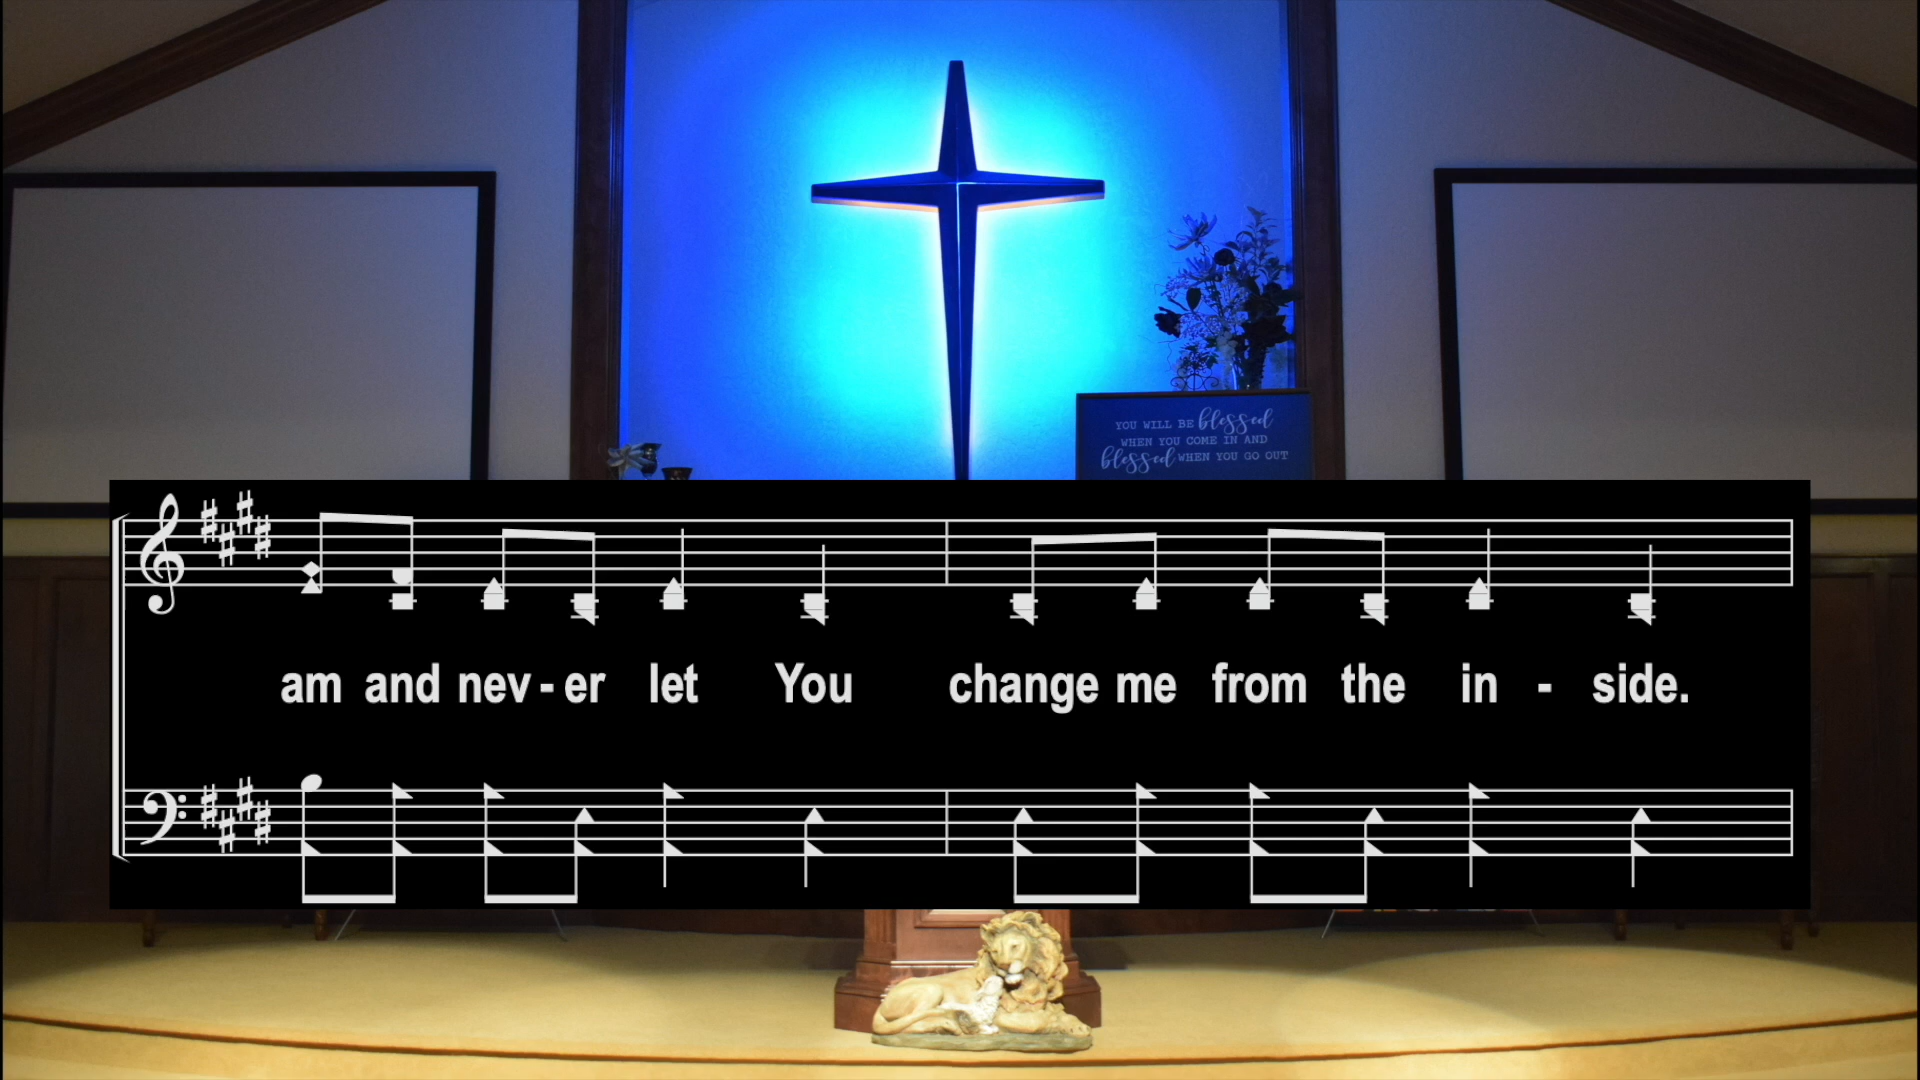 YOU WILL BE blessed
WHEN YOU COME IN AND
blessed WHEN YOU GO OUT
am and nev - er let You change me from the in - side.